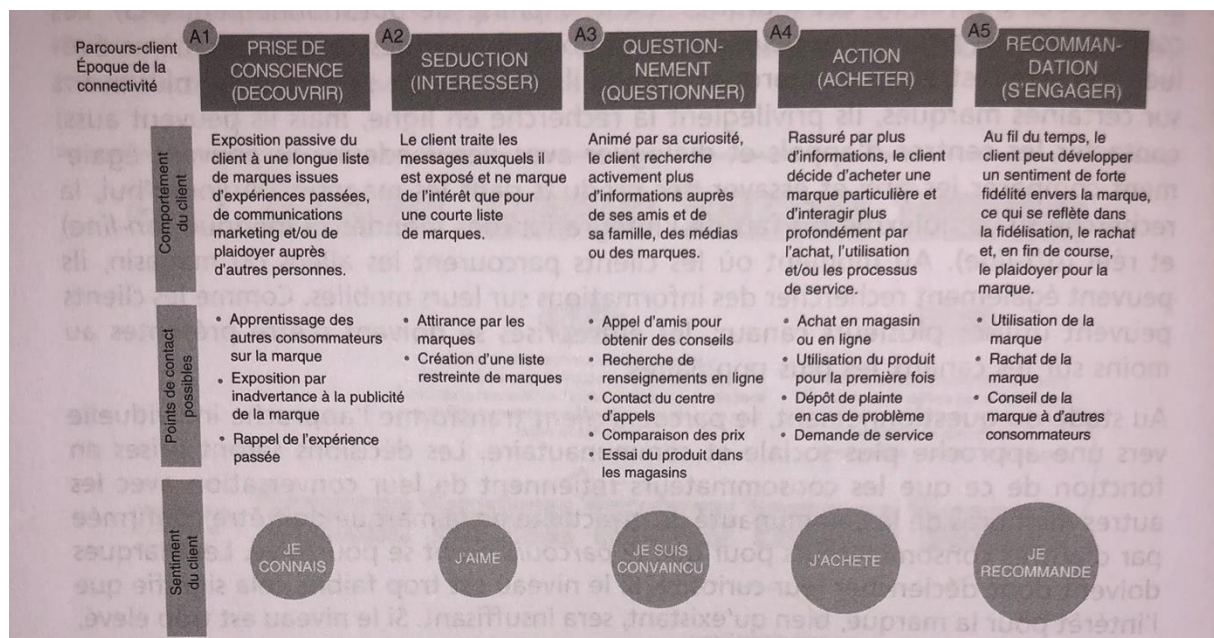 Parcours-client
Époque de la
connectivité
A1
PRISE DE
CONSCIENCE
(DECOUVRIR)
A2
SEDUCTION
(INTERESSER)
A3
QUESTION-
NEMENT
(QUESTIONNER)
A4
ACTION
(ACHETER)
A5
RECOMMAN-
DATION
(S'ENGAGER)
Comportement
du client
Exposition passive du
client à une longue liste
de marques issues
d'expériences passées,
de communications
marketing et/ou de
plaidoyer auprès
d'autres personnes.
Le client traite les
messages auxquels il
est exposé et ne marque
de l'intérêt que pour
une courte liste
de marques.
Animé par sa curiosité,
le client recherche
activement plus
d'informations auprès
de ses amis et de
sa famille, des médias
ou des marques.
Rassuré par plus
d'informations, le client
décide d'acheter une
marque particulière et
d'interagir plus
profondément par
l'achat, l'utilisation
et/ou les processus
de service.
Au fil du temps, le
client peut développer
un sentiment de forte
fidélité envers la marque,
ce qui se reflète dans
la fidélisation, le rachat
et, en fin de course,
le plaidoyer pour la
marque.
Points de contact
possibles
• Apprentissage des
autres consommateurs
sur la marque
• Exposition par
inadvertance à la publicité
de la marque
• Rappel de l'expérience
passée
• Attirance par les
marques
• Création d'une liste
restreinte de marques
• Appel d'amis pour
obtenir des conseils
• Recherche de
renseignements en ligne
• Contact du centre
d'appels
• Comparaison des prix
• Essai du produit dans
les magasins
• Achat en magasin
ou en ligne
• Utilisation du produit
pour la première fois
• Dépôt de plainte
en cas de problème
• Demande de service
• Utilisation de la
marque
• Rachat de la
marque
• Conseil de la
marque à d'autres
consommateurs
Sentiment
du client
JE
CONNAIS
J'AIME
JE SUIS
CONVAINCU
J'ACHETE
JE
RECOMMANDE